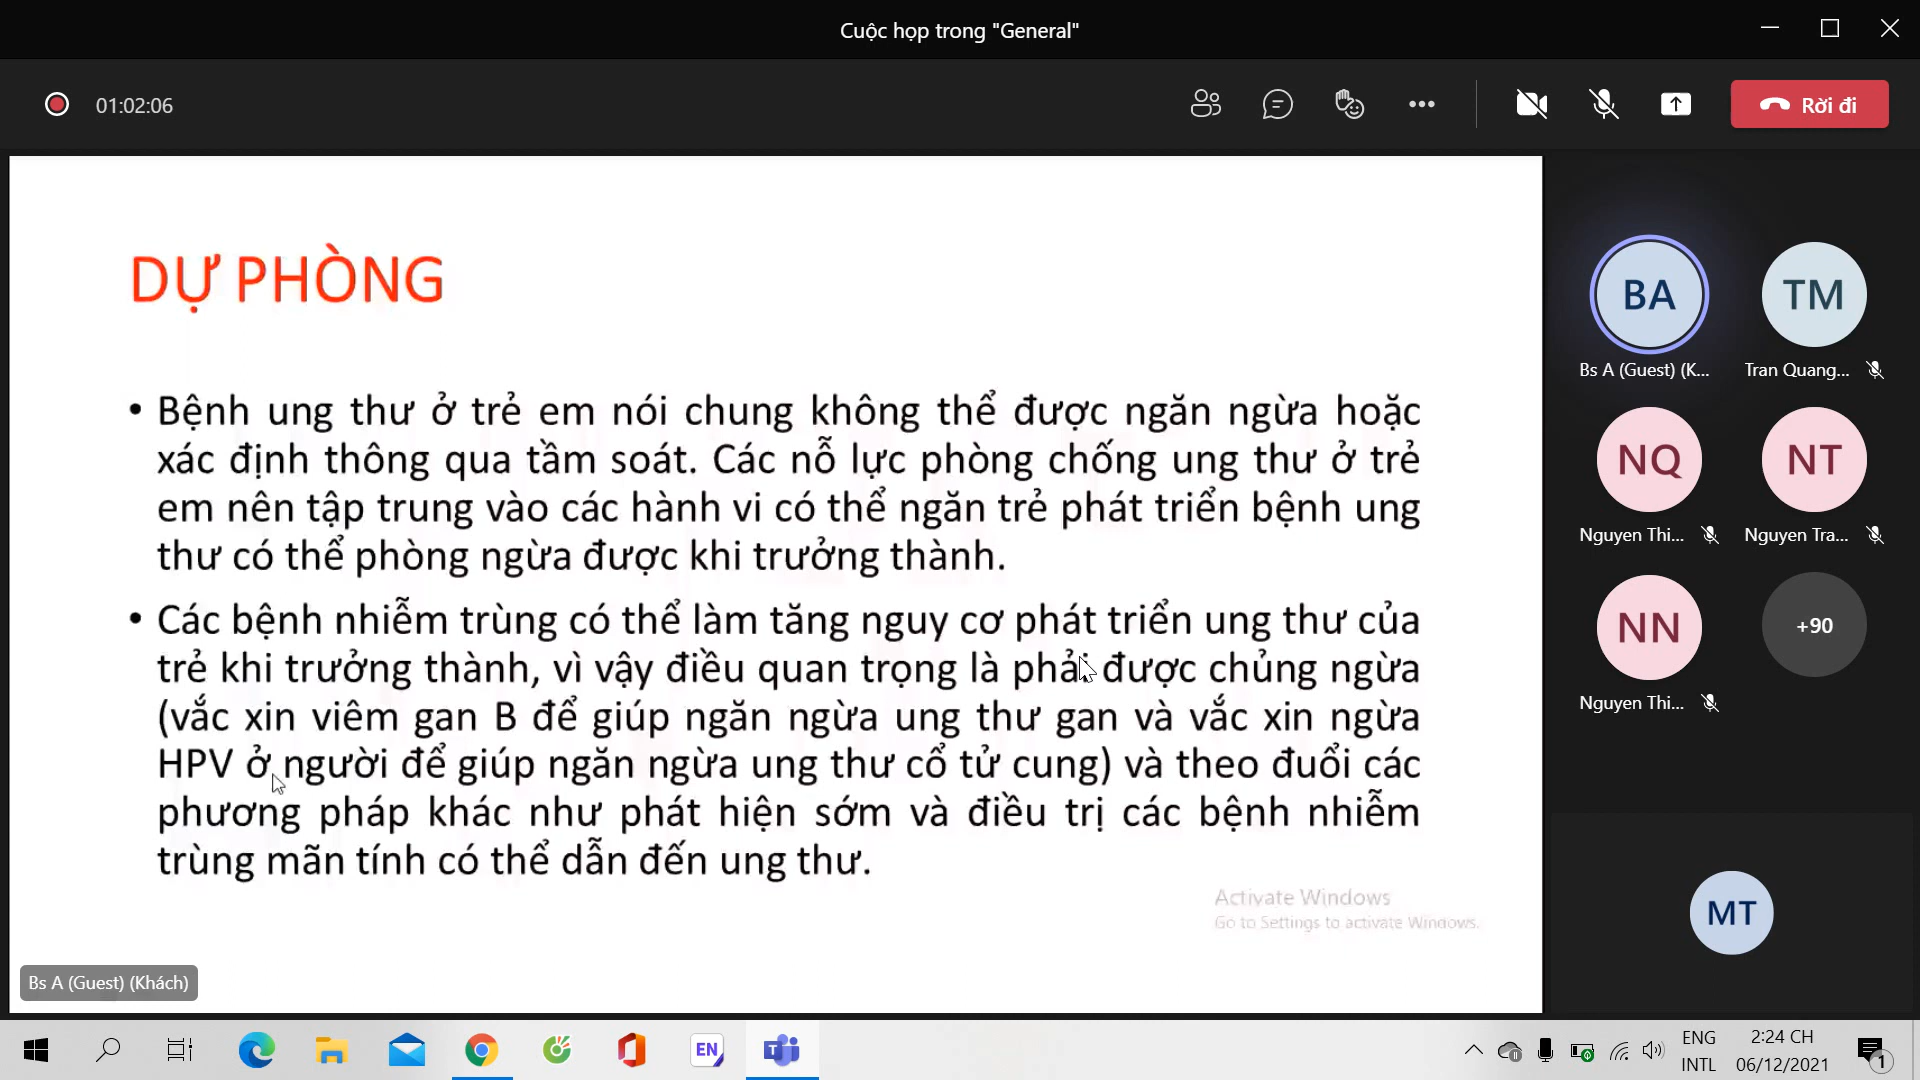 Cuộc họp trong "General"
01:02:06
Rời đi
DỰ PHÒNG
• Bệnh ung thư ở trẻ em nói chung không thể được ngăn ngừa hoặc
xác định thông qua tầm soát. Các nỗ lực phòng chống ung thư ở trẻ
em nên tập trung vào các hành vi có thể ngăn trẻ phát triển bệnh ung
thư có thể phòng ngừa được khi trưởng thành.
• Các bệnh nhiễm trùng có thể làm tăng nguy cơ phát triển ung thư của
trẻ khi trưởng thành, vì vậy điều quan trọng là phải được chủng ngừa
(vắc xin viêm gan B để giúp ngăn ngừa ung thư gan và vắc xin ngừa
HPV ở người để giúp ngăn ngừa ung thư cổ tử cung) và theo đuổi các
phương pháp khác như phát hiện sớm và điều trị các bệnh nhiễm
trùng mãn tính có thể dẫn đến ung thư.
Activate Windows
Go to Settings to activate Windows.
Bs A (Guest) (Khách)
BA
TM
Bs A (Guest) (K...
Tran Quang...
NQ
NT
Nguyen Thi...
Nguyen Tra...
NN
+90
Nguyen Thi...
MT
EN
T
ENG
INTL
2:24 CH
06/12/2021
1